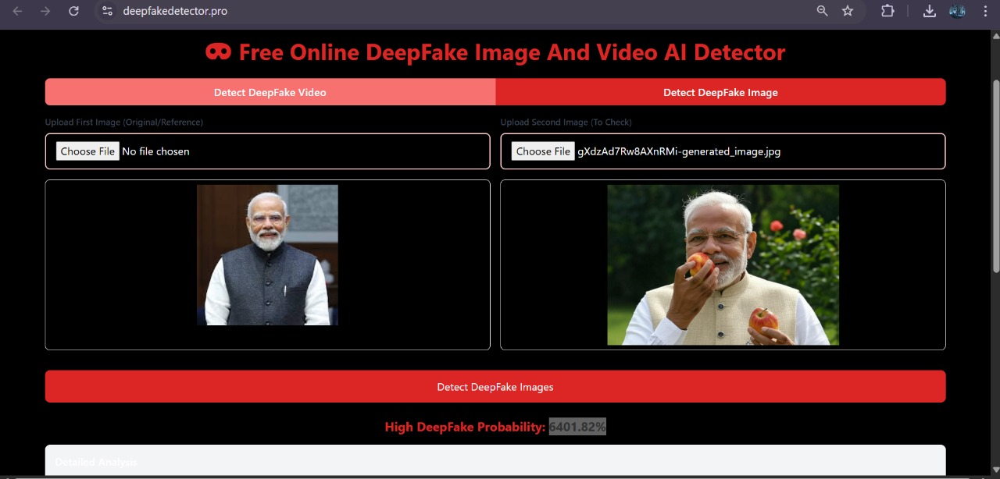 deepfakedetector.pro
Free Online DeepFake Image And Video AI Detector
Detect DeepFake Video
Detect DeepFake Image
Upload First Image (Original/Reference)
Upload Second Image (To Check)
Choose File No file chosen
Choose File gXdzAd7Rw8AXnRMi-generated_image.jpg
Detect DeepFake Images
High DeepFake Probability: 6401.82%
Detailed Analysis